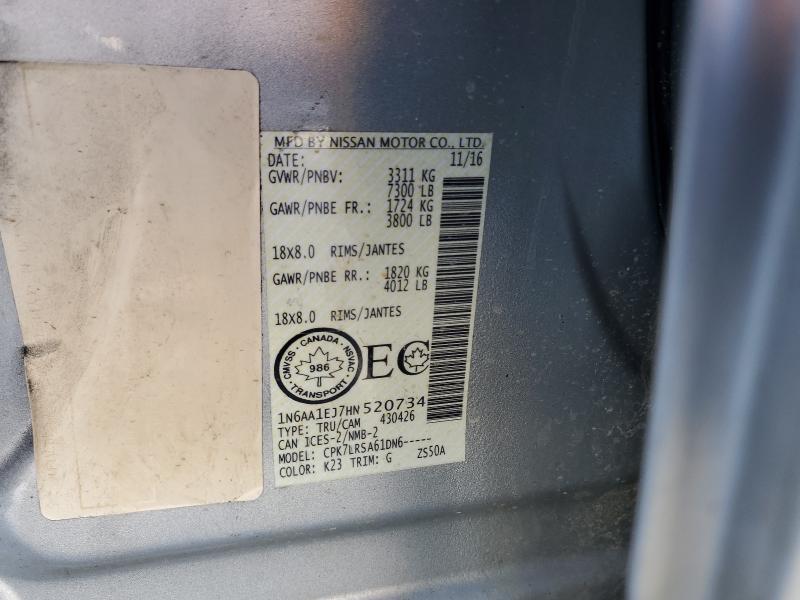 MFD BY NISSAN MOTOR CO., LTD.
DATE: 11/16
GVWR/PNBV: 3311 KG
7300 LB
GAWR/PNBE FR.: 1724 KG
3800 LB
18X8.0 RIMS/JANTES
GAWR/PNBE RR.: 1820 KG
4012 LB
18X8.0 RIMS/JANTES
CMVSS · CANADA · NSVAC
986
· TRANSPORT ·
EC
1N6AA1EJ7HN520734
TYPE: TRU/CAM 430426
CAN ICES-2/NMB-2
MODEL: CPK7LRSA61DN6-----
COLOR: K23 TRIM: G ZS50A